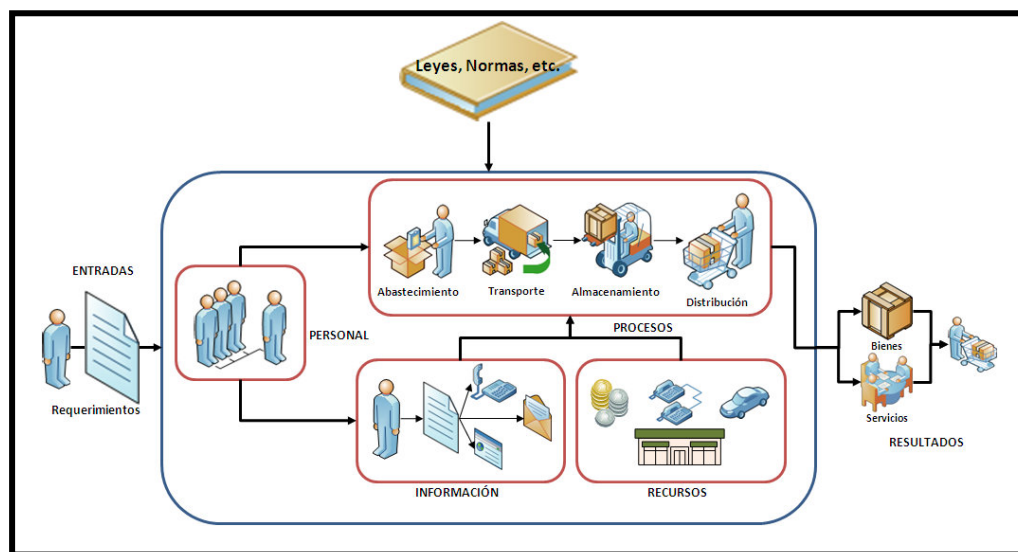 Leyes, Normas, etc.
ENTRADAS
Requerimientos
PERSONAL
Abastecimiento
Transporte
Almacenamiento
Distribución
PROCESOS
INFORMACIÓN
RECURSOS
Bienes
Servicios
RESULTADOS